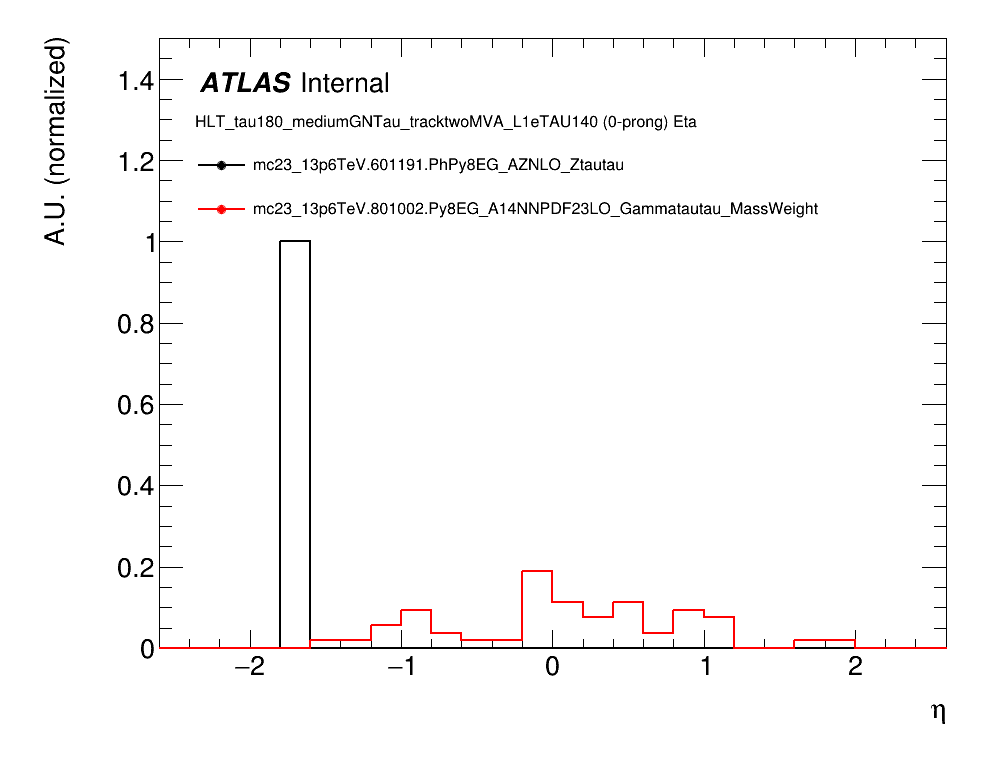 A.U. (normalized)
ATLAS Internal
HLT_tau180_mediumGNTau_tracktwoMVA_L1eTAU140 (0-prong) Eta
mc23_13p6TeV.601191.PhPy8EG_AZNLO_Ztautau
mc23_13p6TeV.801002.Py8EG_A14NNPDF23LO_Gammatautau_MassWeight
1.4
1.2
1
0.8
0.6
0.4
0.2
0
−2 −1 0 1 2
η